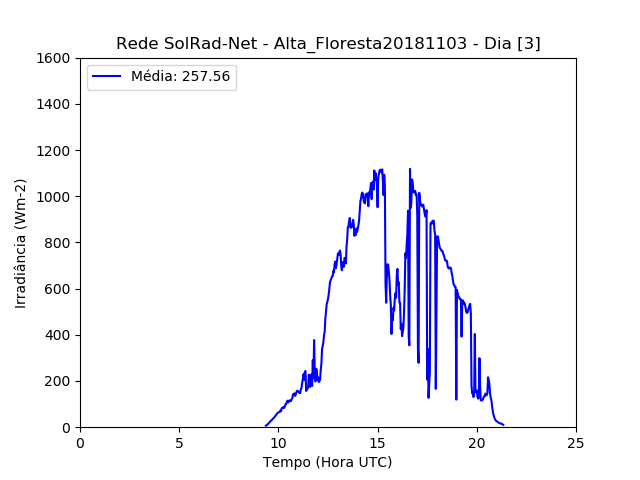 Rede SolRad-Net - Alta_Floresta20181103 - Dia [3]
Média: 257.56
Irradiância (Wm-2)
1600
1400
1200
1000
800
600
400
200
0
0 5 10 15 20 25
Tempo (Hora UTC)